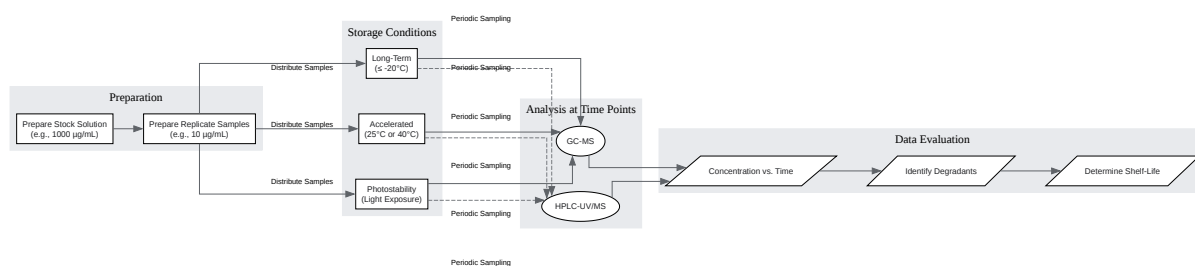 Periodic Sampling
Storage Conditions
Long-Term
(≤ -20°C)
Distribute Samples
Periodic Sampling
Preparation
Prepare Stock Solution
(e.g., 1000 µg/mL)
Prepare Replicate Samples
(e.g., 10 µg/mL)
Distribute Samples
Accelerated
(25°C or 40°C)
Periodic Sampling
Analysis at Time Points
GC-MS
Periodic Sampling
Distribute Samples
Photostability
(Light Exposure)
HPLC-UV/MS
Periodic Sampling
Periodic Sampling
Data Evaluation
Concentration vs. Time
Identify Degradants
Determine Shelf-Life